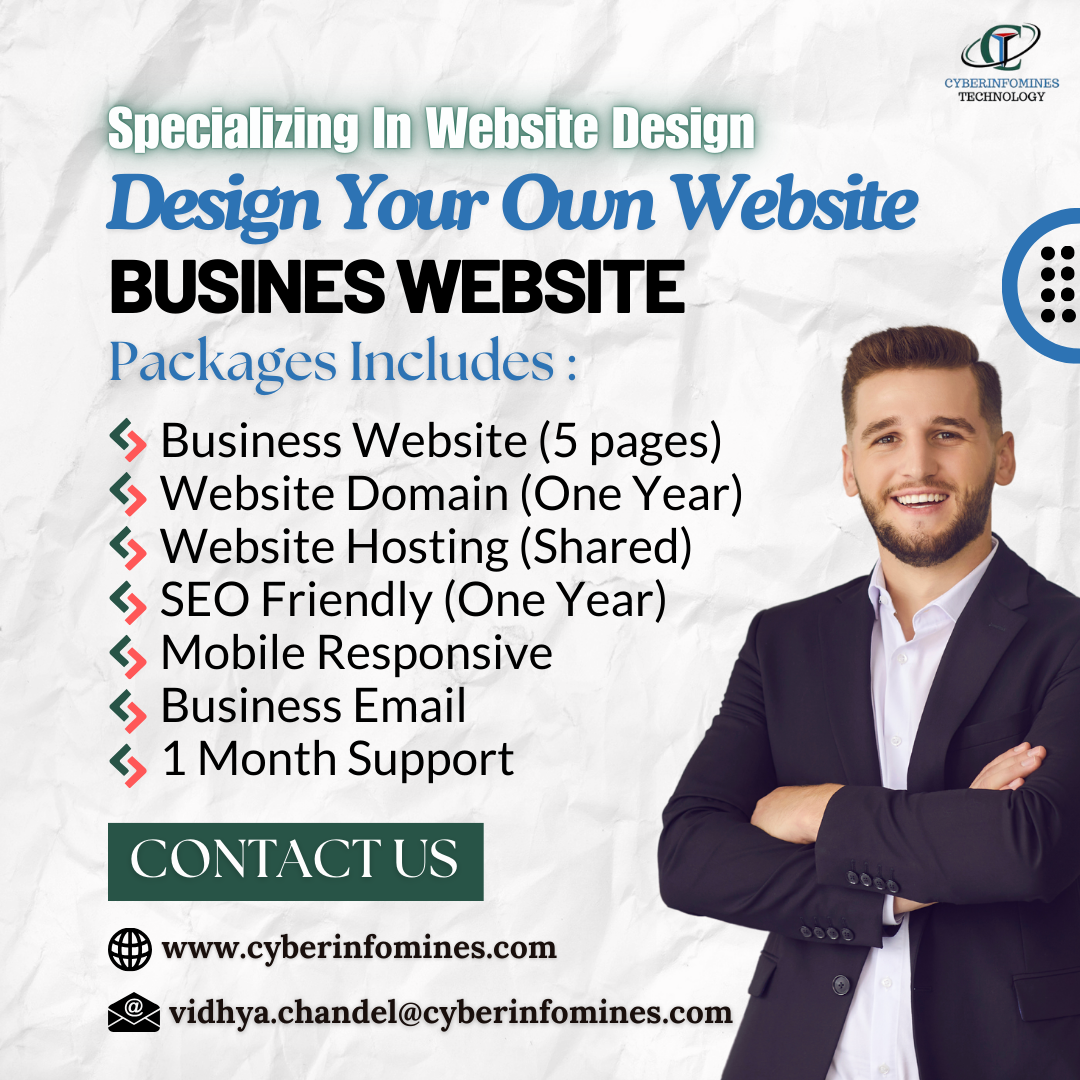 CYBERINFOMINES
TECHNOLOGY
Specializing In Website Design
Design Your Own Website
BUSINES WEBSITE
Packages Includes :
Business Website (5 pages)
Website Domain (One Year)
Website Hosting (Shared)
SEO Friendly (One Year)
Mobile Responsive
Business Email
1 Month Support
CONTACT US
www.cyberinfomines.com
@ vidhya.chandel@cyberinfomines.com